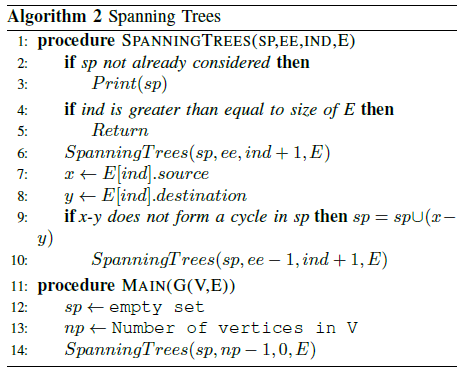 Algorithm 2 Spanning Trees
1: procedure SPANNINGTREES(SP,EE,IND,E)
2: if sp not already considered then
3: Print(sp)
4: if ind is greater than equal to size of E then
5: Return
6: SpanningTrees(sp, ee, ind + 1, E)
7: x ← E[ind].source
8: y ← E[ind].destination
9: if x-y does not form a cycle in sp then sp = sp∪(x−
y)
10: SpanningTrees(sp, ee − 1, ind + 1, E)
11: procedure MAIN(G(V,E))
12: sp ← empty set
13: np ← Number of vertices in V
14: SpanningTrees(sp, np − 1, 0, E)